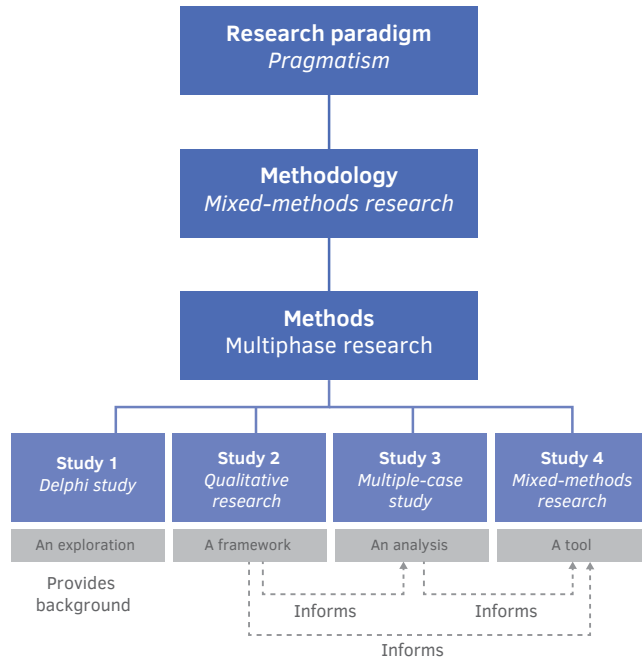 Research paradigm
Pragmatism
Methodology
Mixed-methods research
Methods
Multiphase research
Study 1
Delphi study
Study 2
Qualitative
research
Study 3
Multiple-case
study
Study 4
Mixed-methods
research
An exploration
A framework
An analysis
A tool
Provides
background
Informs
Informs
Informs